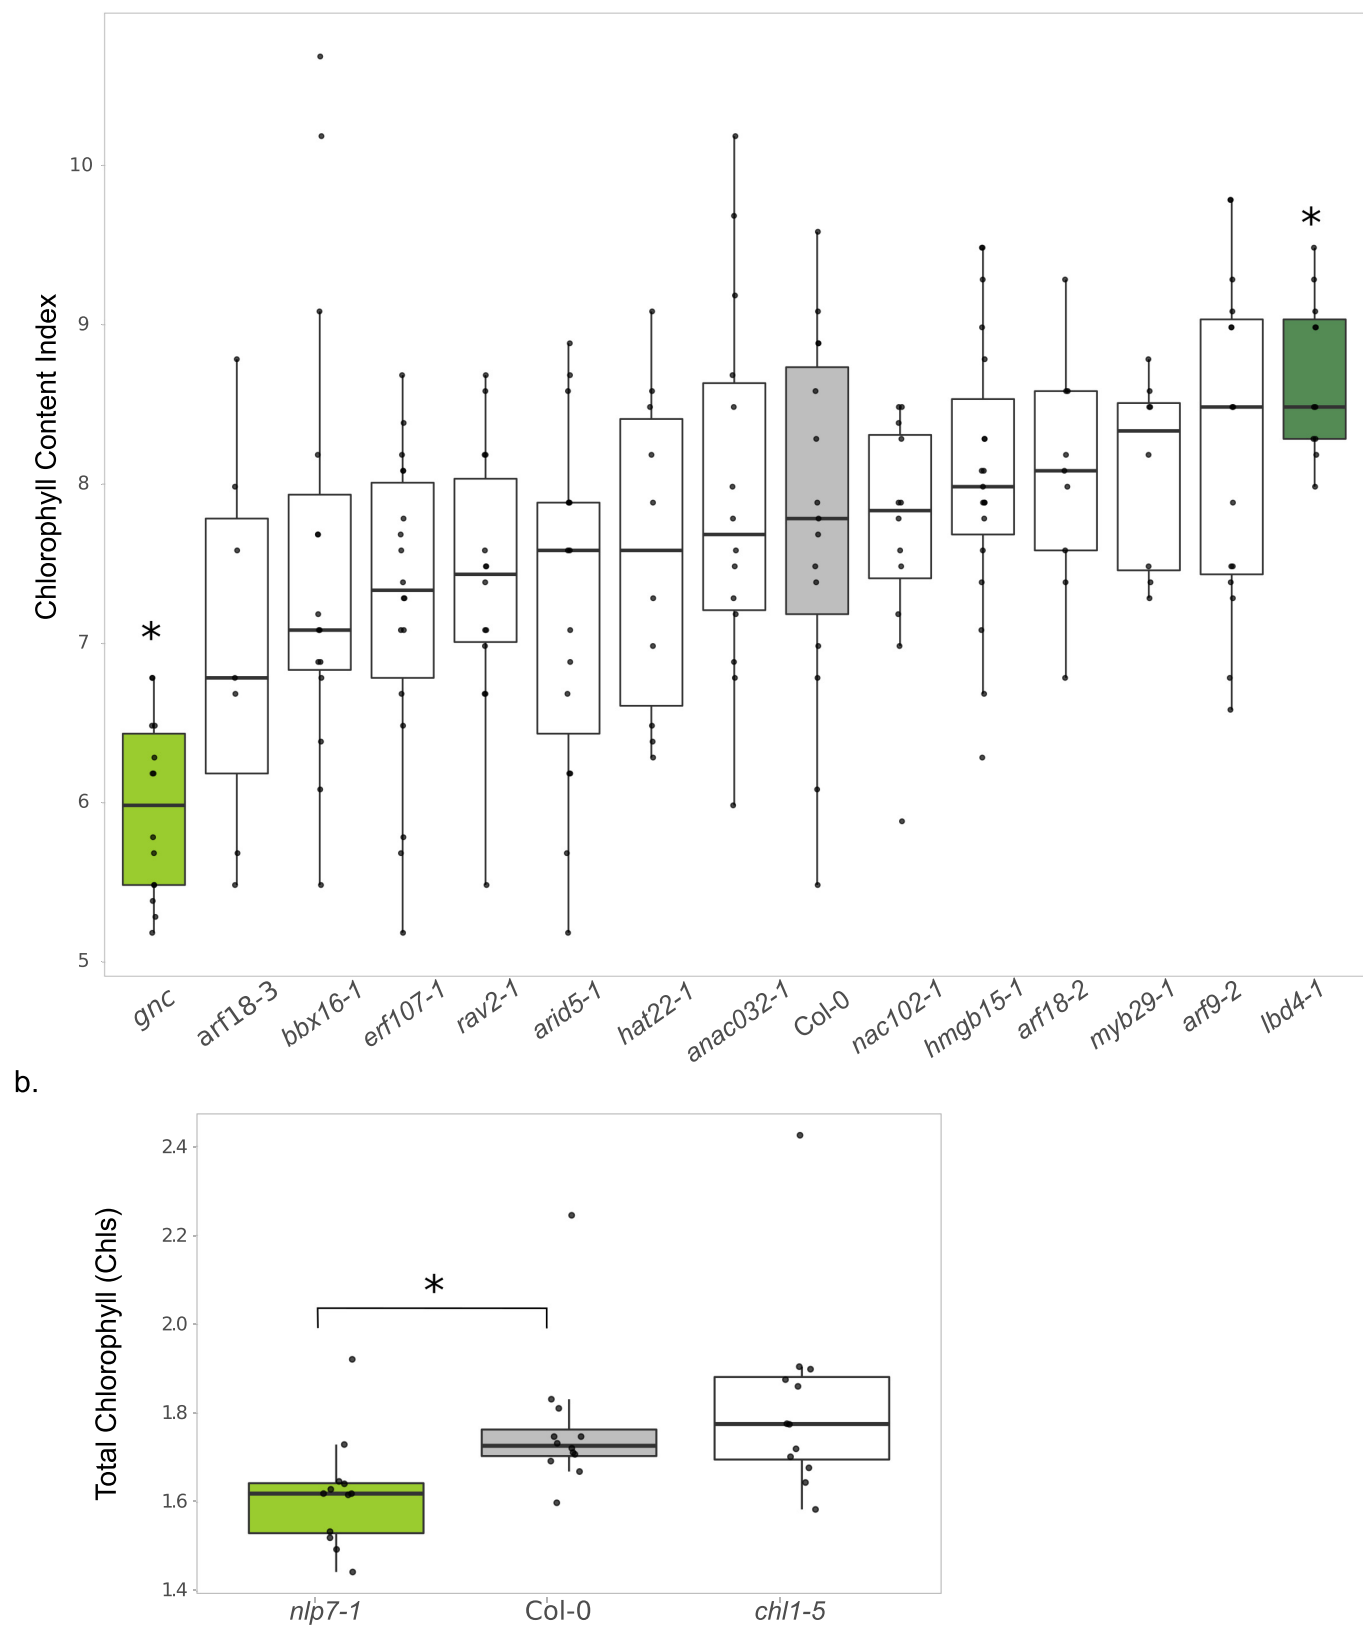 Chlorophyll Content Index
10
9
8
7
6
5
*
*
gnc
arf18-3
bbx16-1
erf107-1
rav2-1
arid5-1
hat22-1
anac032-1
Col-0
nac102-1
hmgb15-1
arf18-2
myb29-1
arf9-2
lbd4-1
b.
Total Chlorophyll (Chls)
2.4
2.2
2.0
1.8
1.6
1.4
*
nlp7-1
Col-0
chl1-5